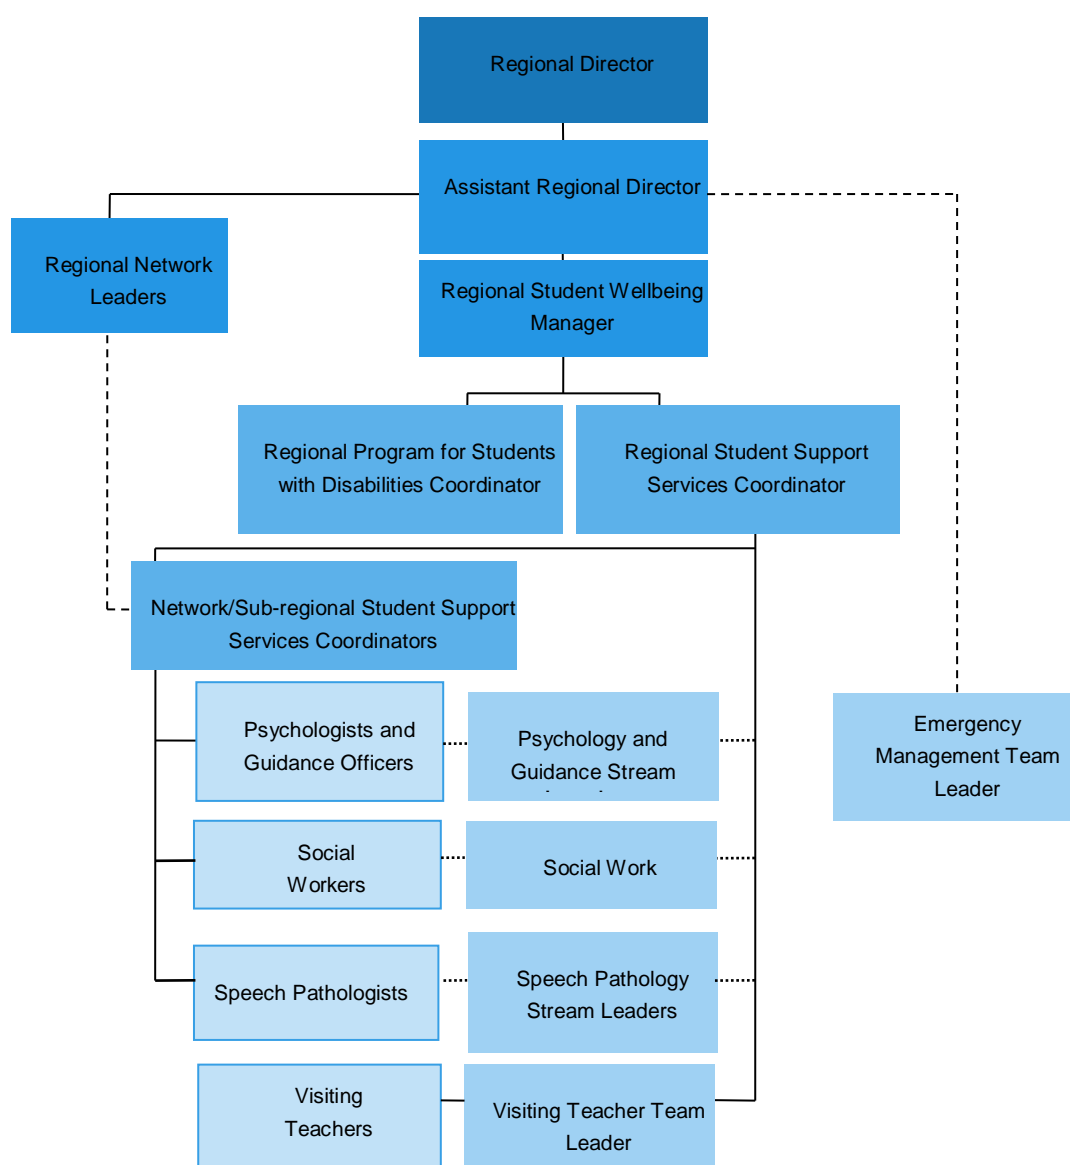 Regional Director
Assistant Regional Director
Regional Network
Leaders
Regional Student Wellbeing
Manager
Regional Program for Students
with Disabilities Coordinator
Regional Student Support
Services Coordinator
Network/Sub-regional Student Support
Services Coordinators
Psychologists and
Guidance Officers
Psychology and
Guidance Stream
Emergency
Management Team
Leader
Social
Workers
Social Work
Speech Pathologists
Speech Pathology
Stream Leaders
Visiting
Teachers
Visiting Teacher Team
Leader